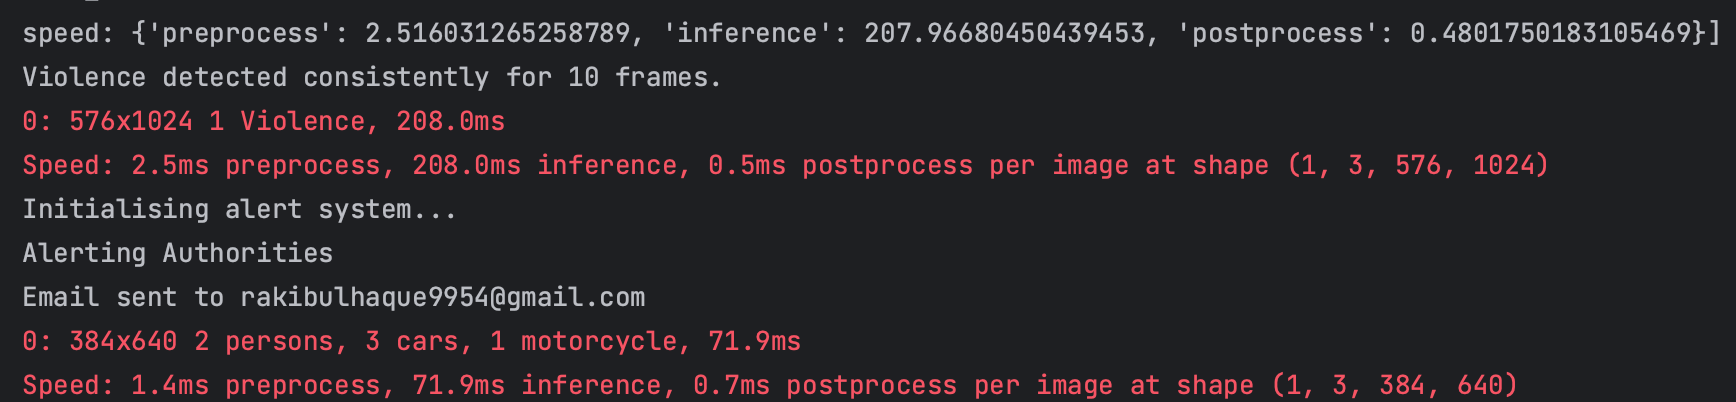 speed: {'preprocess': 2.516031265258789, 'inference': 207.96680450439453, 'postprocess': 0.4801750183105469}]
Violence detected consistently for 10 frames.
0: 576x1024 1 Violence, 208.0ms
Speed: 2.5ms preprocess, 208.0ms inference, 0.5ms postprocess per image at shape (1, 3, 576, 1024)
Initialising alert system...
Alerting Authorities
Email sent to rakibulhaque9954@gmail.com
0: 384x640 2 persons, 3 cars, 1 motorcycle, 71.9ms
Speed: 1.4ms preprocess, 71.9ms inference, 0.7ms postprocess per image at shape (1, 3, 384, 640)